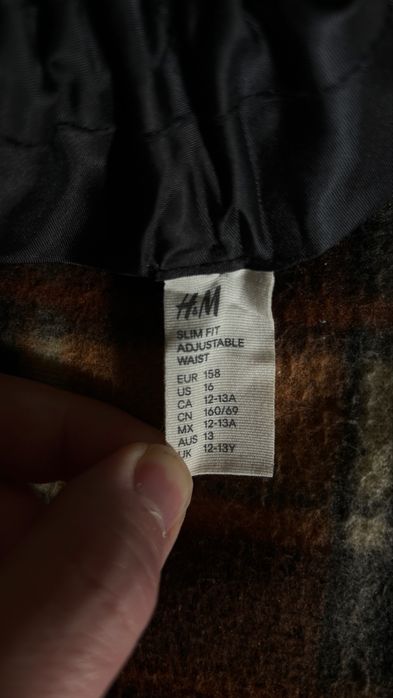 H&M
SLIM FIT
ADJUSTABLE
WAIST
EUR 158
US 16
CA 12-13A
CN 160/69
MX 12-13A
AUS 13
UK 12-13Y